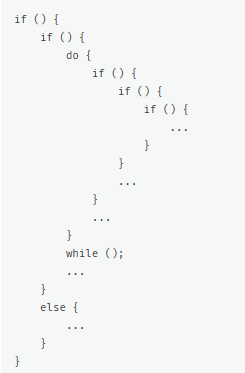 if () {
    if () {
        do {
            if () {
                if () {
                    if () {
                        ...
                    }
                }
                ...
            }
            ...
        }
        while ();
        ...
    }
    else {
        ...
    }
}